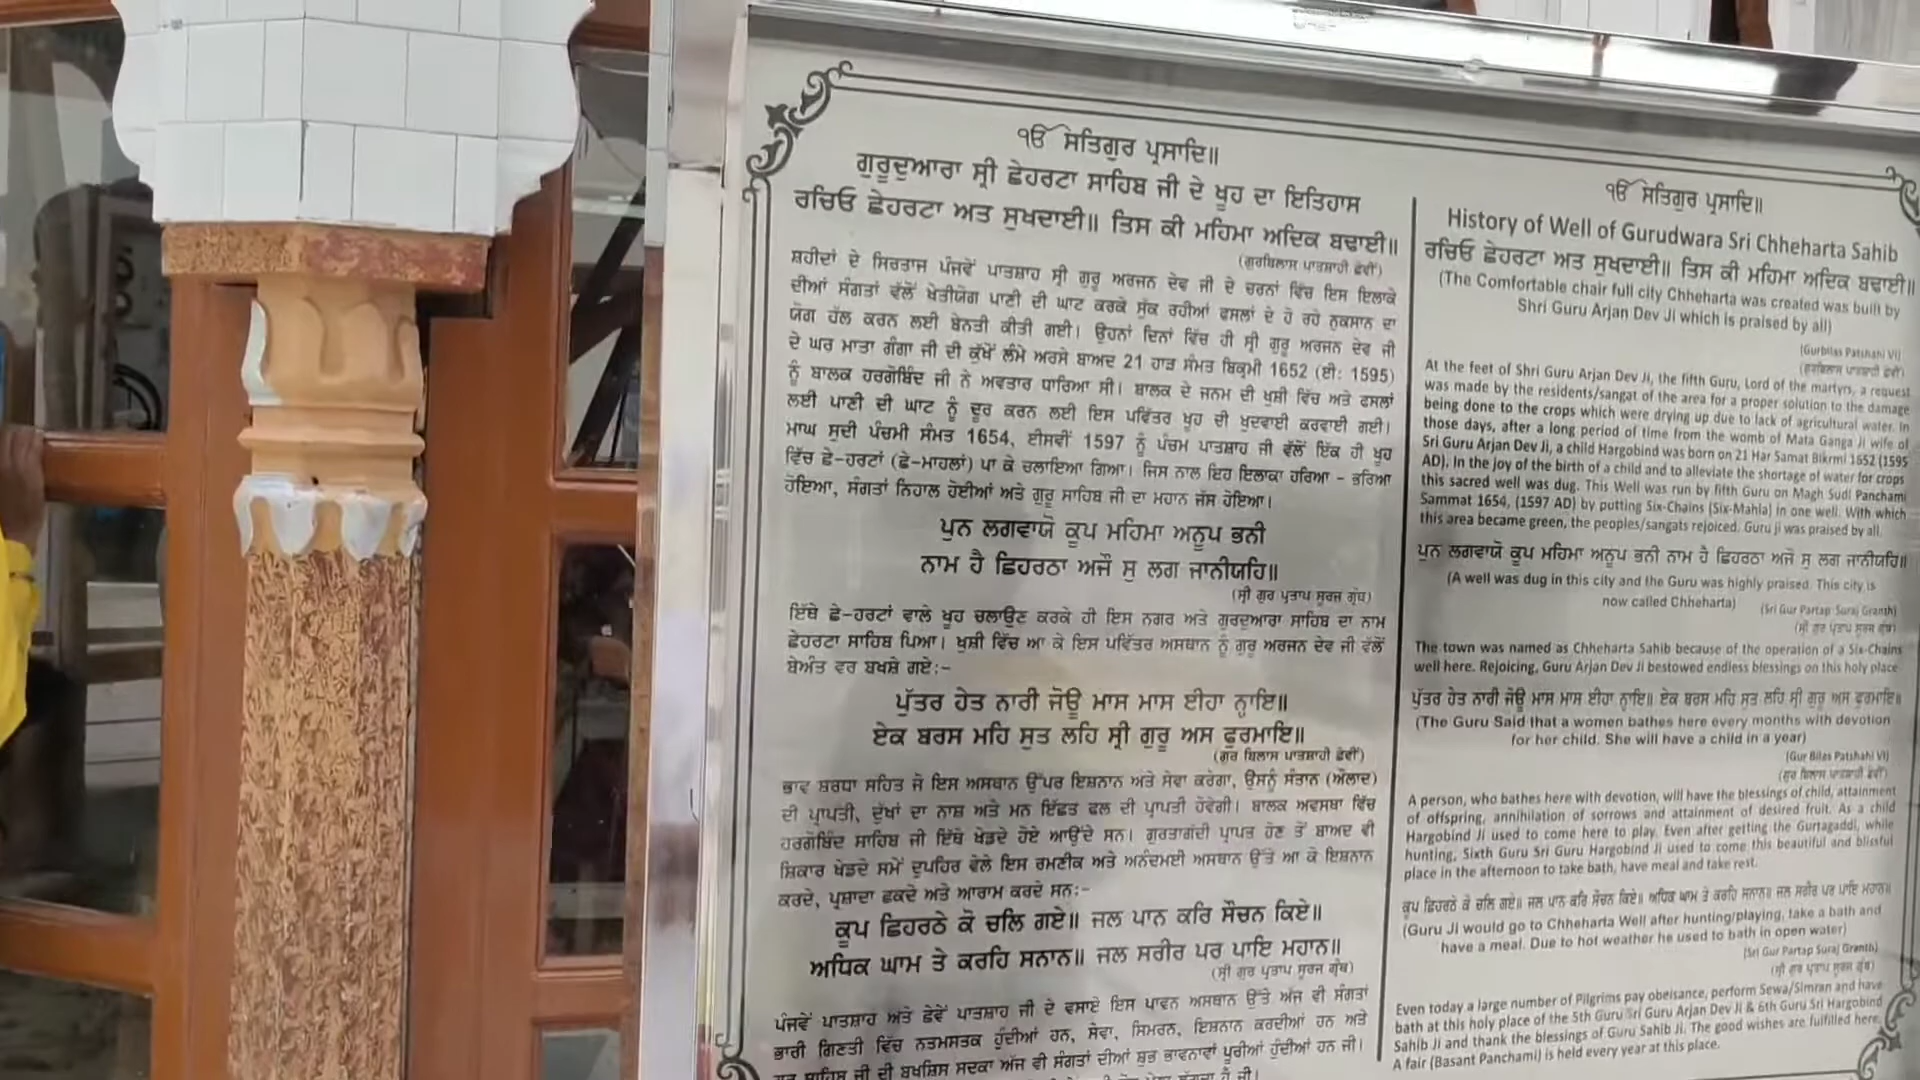 ੴ ਸਤਿਗੁਰ ਪ੍ਰਸਾਦਿ॥
ਗੁਰੂਦੁਆਰਾ ਸ੍ਰੀ ਛੇਹਰਟਾ ਸਾਹਿਬ ਜੀ ਦੇ ਖੂਹ ਦਾ ਇਤਿਹਾਸ
ਰਚਿਓ ਛੇਹਰਟਾ ਅਤ ਸੁਖਦਾਈ॥ ਤਿਸ ਕੀ ਮਹਿਮਾ ਅਦਿਕ ਬਢਾਈ॥
(ਗੁਰਬਿਲਾਸ ਪਾਤਸ਼ਾਹੀ ਛੇਵੀਂ)
ਸ਼ਹੀਦਾਂ ਦੇ ਸਿਰਤਾਜ ਪੰਜਵੇਂ ਪਾਤਸ਼ਾਹ ਸ੍ਰੀ ਗੁਰੂ ਅਰਜਨ ਦੇਵ ਜੀ ਦੇ ਚਰਨਾਂ ਵਿੱਚ ਇਸ ਇਲਾਕੇ
ਦੀਆਂ ਸੰਗਤਾਂ ਵੱਲੋਂ ਖੇਤੀਯੋਗ ਪਾਣੀ ਦੀ ਘਾਟ ਕਰਕੇ ਸੁੱਕ ਰਹੀਆਂ ਫਸਲਾਂ ਦੇ ਹੋ ਰਹੇ ਨੁਕਸਾਨ ਦਾ
ਯੋਗ ਹੱਲ ਕਰਨ ਲਈ ਬੇਨਤੀ ਕੀਤੀ ਗਈ। ਉਹਨਾਂ ਦਿਨਾਂ ਵਿੱਚ ਹੀ ਸ੍ਰੀ ਗੁਰੂ ਅਰਜਨ ਦੇਵ ਜੀ
ਦੇ ਘਰ ਮਾਤਾ ਗੰਗਾ ਜੀ ਦੀ ਕੁੱਖੋਂ ਲੰਮੇ ਅਰਸੇ ਬਾਅਦ 21 ਹਾੜ ਸੰਮਤ ਬਿਕ੍ਰਮੀ 1652 (ਈ: 1595)
ਨੂੰ ਬਾਲਕ ਹਰਗੋਬਿੰਦ ਜੀ ਨੇ ਅਵਤਾਰ ਧਾਰਿਆ ਸੀ। ਬਾਲਕ ਦੇ ਜਨਮ ਦੀ ਖੁਸ਼ੀ ਵਿੱਚ ਅਤੇ ਫਸਲਾਂ
ਲਈ ਪਾਣੀ ਦੀ ਘਾਟ ਨੂੰ ਦੂਰ ਕਰਨ ਲਈ ਇਸ ਪਵਿੱਤਰ ਖੂਹ ਦੀ ਖੁਦਵਾਈ ਕਰਵਾਈ ਗਈ।
ਮਾਘ ਸੁਦੀ ਪੰਚਮੀ ਸੰਮਤ 1654, ਈਸਵੀਂ 1597 ਨੂੰ ਪੰਚਮ ਪਾਤਸ਼ਾਹ ਜੀ ਵੱਲੋਂ ਇੱਕ ਹੀ ਖੂਹ
ਵਿੱਚ ਛੇ-ਹਰਟਾਂ (ਛੇ-ਮਾਹਲਾਂ) ਪਾ ਕੇ ਚਲਾਇਆ ਗਿਆ। ਜਿਸ ਨਾਲ ਇਹ ਇਲਾਕਾ ਹਰਿਆ - ਭਰਿਆ
ਹੋਇਆ, ਸੰਗਤਾਂ ਨਿਹਾਲ ਹੋਈਆਂ ਅਤੇ ਗੁਰੂ ਸਾਹਿਬ ਜੀ ਦਾ ਮਹਾਨ ਜੱਸ ਹੋਇਆ।
ਪੁਨ ਲਗਵਾਯੋ ਕੂਪ ਮਹਿਮਾ ਅਨੂਪ ਭਨੀ
ਨਾਮ ਹੈ ਛਿਹਰਠਾ ਅਜੌ ਸੁ ਲਗ ਜਾਨੀਯਹਿ॥
(ਸ੍ਰੀ ਗੁਰ ਪ੍ਰਤਾਪ ਸੂਰਜ ਗ੍ਰੰਥ)
ਇੱਥੇ ਛੇ-ਹਰਟਾਂ ਵਾਲੇ ਖੂਹ ਚਲਾਉਣ ਕਰਕੇ ਹੀ ਇਸ ਨਗਰ ਅਤੇ ਗੁਰਦੁਆਰਾ ਸਾਹਿਬ ਦਾ ਨਾਮ
ਛੇਹਰਟਾ ਸਾਹਿਬ ਪਿਆ। ਖੁਸ਼ੀ ਵਿੱਚ ਆ ਕੇ ਇਸ ਪਵਿੱਤਰ ਅਸਥਾਨ ਨੂੰ ਗੁਰੂ ਅਰਜਨ ਦੇਵ ਜੀ ਵੱਲੋਂ
ਬੇਅੰਤ ਵਰ ਬਖਸ਼ੇ ਗਏ:-
ਪੁੱਤਰ ਹੇਤ ਨਾਰੀ ਜੋਊ ਮਾਸ ਮਾਸ ਈਹਾ ਨ੍ਹਾਇ॥
ਏਕ ਬਰਸ ਮਹਿ ਸੁਤ ਲਹਿ ਸ੍ਰੀ ਗੁਰੂ ਅਸ ਫੁਰਮਾਇ॥
(ਗੁਰ ਬਿਲਾਸ ਪਾਤਸ਼ਾਹੀ ਛੇਵੀਂ)
ਭਾਵ ਸ਼ਰਧਾ ਸਹਿਤ ਜੋ ਇਸ ਅਸਥਾਨ ਉੱਪਰ ਇਸ਼ਨਾਨ ਅਤੇ ਸੇਵਾ ਕਰੇਗਾ, ਉਸਨੂੰ ਸੰਤਾਨ (ਔਲਾਦ)
ਦੀ ਪ੍ਰਾਪਤੀ, ਦੁੱਖਾਂ ਦਾ ਨਾਸ਼ ਅਤੇ ਮਨ ਇੱਛਤ ਫਲ ਦੀ ਪ੍ਰਾਪਤੀ ਹੋਵੇਗੀ। ਬਾਲਕ ਅਵਸਥਾ ਵਿੱਚ
ਹਰਗੋਬਿੰਦ ਸਾਹਿਬ ਜੀ ਇੱਥੇ ਖੇਡਦੇ ਹੋਏ ਆਉਂਦੇ ਸਨ। ਗੁਰਤਾਗੱਦੀ ਪ੍ਰਾਪਤ ਹੋਣ ਤੋਂ ਬਾਅਦ ਵੀ
ਸ਼ਿਕਾਰ ਖੇਡਦੇ ਸਮੇਂ ਦੁਪਹਿਰ ਵੇਲੇ ਇਸ ਰਮਣੀਕ ਅਤੇ ਅਨੰਦਮਈ ਅਸਥਾਨ ਉੱਤੇ ਆ ਕੇ ਇਸ਼ਨਾਨ
ਕਰਦੇ, ਪ੍ਰਸ਼ਾਦਾ ਛਕਦੇ ਅਤੇ ਆਰਾਮ ਕਰਦੇ ਸਨ:-
ਕੂਪ ਛਿਹਰਠੇ ਕੋ ਚਲਿ ਗਏ॥ ਜਲ ਪਾਨ ਕਰਿ ਸੌਚਨ ਕਿਏ॥
ਅਧਿਕ ਘਾਮ ਤੇ ਕਰਹਿ ਸਨਾਨ॥ ਜਲ ਸਰੀਰ ਪਰ ਪਾਇ ਮਹਾਨ॥
(ਸ੍ਰੀ ਗੁਰ ਪ੍ਰਤਾਪ ਸੂਰਜ ਗ੍ਰੰਥ)
ਪੰਜਵੇਂ ਪਾਤਸ਼ਾਹ ਅਤੇ ਛੇਵੇਂ ਪਾਤਸ਼ਾਹ ਜੀ ਦੇ ਵਸਾਏ ਇਸ ਪਾਵਨ ਅਸਥਾਨ ਉੱਤੇ ਅੱਜ ਵੀ ਸੰਗਤਾਂ
ਭਾਰੀ ਗਿਣਤੀ ਵਿੱਚ ਨਤਮਸਤਕ ਹੁੰਦੀਆਂ ਹਨ, ਸੇਵਾ, ਸਿਮਰਨ, ਇਸ਼ਨਾਨ ਕਰਦੀਆਂ ਹਨ ਅਤੇ
ਸਾਹਿਬ ਜੀ ਦੀ ਬਖਸ਼ਿਸ਼ ਸਦਕਾ ਅੱਜ ਵੀ ਸੰਗਤਾਂ ਦੀਆਂ ਸ਼ੁਭ ਭਾਵਨਾਵਾਂ ਪੂਰੀਆਂ ਹੁੰਦੀਆਂ ਹਨ ਜੀ।
ੴ ਸਤਿਗੁਰ ਪ੍ਰਸਾਦਿ॥
History of Well of Gurudwara Sri Chheharta Sahib
ਰਚਿਓ ਛੇਹਰਟਾ ਅਤ ਸੁਖਦਾਈ॥ ਤਿਸ ਕੀ ਮਹਿਮਾ ਅਦਿਕ ਬਢਾਈ॥
(The Comfortable chair full city Chheharta was created was built by
Shri Guru Arjan Dev Ji which is praised by all)
(Gurbilas Patshahi VI)
(ਗੁਰਬਿਲਾਸ ਪਾਤਸ਼ਾਹੀ ਛੇਵੀਂ)
At the feet of Shri Guru Arjan Dev Ji, the fifth Guru, Lord of the martyrs, a request
was made by the residents/sangat of the area for a proper solution to the damage
being done to the crops which were drying up due to lack of agricultural water. In
those days, after a long period of time from the womb of Mata Ganga Ji wife of
Sri Guru Arjan Dev Ji, a child Hargobind was born on 21 Har Samat Bikrmi 1652 (1595
AD). In the joy of the birth of a child and to alleviate the shortage of water for crops
this sacred well was dug. This Well was run by fifth Guru on Magh Sudi Panchami
Sammat 1654, (1597 AD) by putting Six-Chains (Six-Mahla) in one well. With which
this area became green, the peoples/sangats rejoiced. Guru ji was praised by all.
ਪੁਨ ਲਗਵਾਯੋ ਕੂਪ ਮਹਿਮਾ ਅਨੂਪ ਭਨੀ ਨਾਮ ਹੈ ਛਿਹਰਠਾ ਅਜੌ ਸੁ ਲਗ ਜਾਨੀਯਹਿ॥
(A well was dug in this city and the Guru was highly praised. This city is
now called Chheharta)
(Sri Gur Partap Suraj Granth)
(ਸ੍ਰੀ ਗੁਰ ਪ੍ਰਤਾਪ ਸੂਰਜ ਗ੍ਰੰਥ)
The town was named as Chheharta Sahib because of the operation of a Six-Chains
well here. Rejoicing, Guru Arjan Dev Ji bestowed endless blessings on this holy place
ਪੁੱਤਰ ਹੇਤ ਨਾਰੀ ਜੋਊ ਮਾਸ ਮਾਸ ਈਹਾ ਨ੍ਹਾਇ॥ ਏਕ ਬਰਸ ਮਹਿ ਸੁਤ ਲਹਿ ਸ੍ਰੀ ਗੁਰੂ ਅਸ ਫੁਰਮਾਇ॥
(The Guru Said that a women bathes here every months with devotion
for her child. She will have a child in a year)
(Gur Bilas Patshahi VI)
(ਗੁਰ ਬਿਲਾਸ ਪਾਤਸ਼ਾਹੀ ਛੇਵੀਂ)
A person, who bathes here with devotion, will have the blessings of child, attainment
of offspring, annihilation of sorrows and attainment of desired fruit. As a child
Hargobind Ji used to come here to play. Even after getting the Gurtagaddi, while
hunting, Sixth Guru Sri Guru Hargobind Ji used to come this beautiful and blissful
place in the afternoon to take bath, have meal and take rest.
ਕੂਪ ਛਿਹਰਠੇ ਕੋ ਚਲਿ ਗਏ॥ ਜਲ ਪਾਨ ਕਰਿ ਸੌਚਨ ਕਿਏ॥ ਅਧਿਕ ਘਾਮ ਤੇ ਕਰਹਿ ਸਨਾਨ॥ ਜਲ ਸਰੀਰ ਪਰ ਪਾਇ ਮਹਾਨ॥
(Guru Ji would go to Chheharta Well after hunting/playing, take a bath and
have a meal. Due to hot weather he used to bath in open water)
(Sri Gur Partap Suraj Granth)
(ਸ੍ਰੀ ਗੁਰ ਪ੍ਰਤਾਪ ਸੂਰਜ ਗ੍ਰੰਥ)
Even today a large number of Pilgrims pay obeisance, perform Sewa/Simran and have
bath at this holy place of the 5th Guru Sri Guru Arjan Dev Ji & 6th Guru Sri Hargobind
Sahib Ji and thank the blessings of Guru Sahib Ji. The good wishes are fulfilled here.
A fair (Basant Panchami) is held every year at this place.